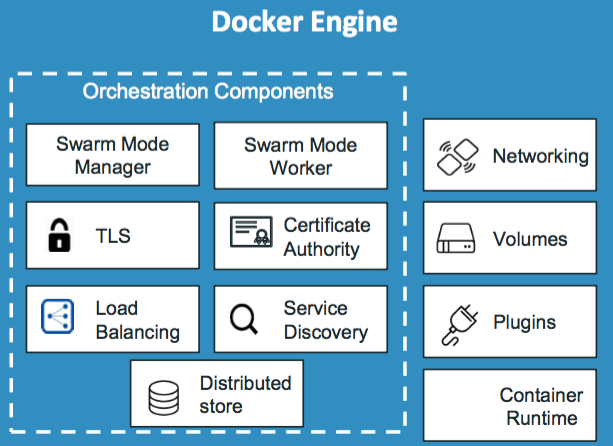 Docker Engine
Orchestration Components
Swarm Mode
Manager
Swarm Mode
Worker
TLS
Certificate
Authority
Load
Balancing
Service
Discovery
Distributed
store
Networking
Volumes
Plugins
Container
Runtime